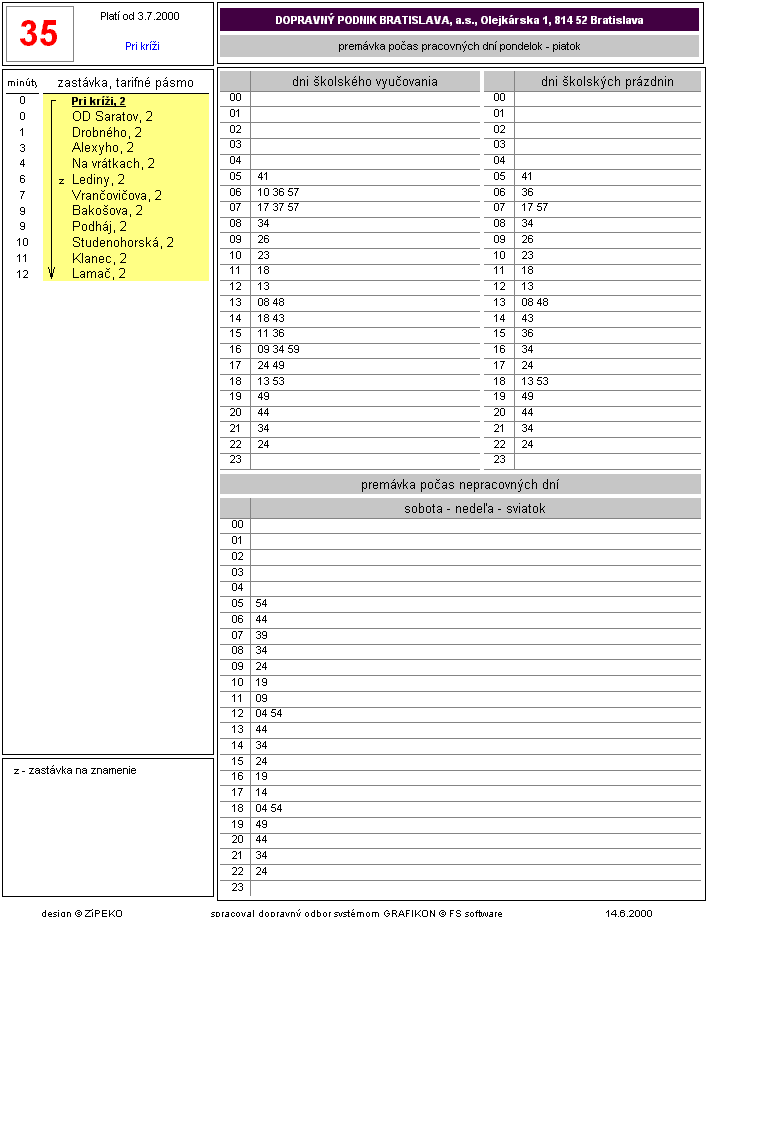 35
Platí od 3.7.2000
Pri kríži
DOPRAVNÝ PODNIK BRATISLAVA, a.s., Olejkárska 1, 814 52 Bratislava
premávka počas pracovných dní pondelok - piatok
minúty zastávka, tarifné pásmo
0 Pri kríži, 2
0 OD Saratov, 2
1 Drobného, 2
3 Alexyho, 2
4 Na vrátkach, 2
6 z Lediny, 2
7 Vrančovičova, 2
9 Bakošova, 2
9 Podháj, 2
10 Studenohorská, 2
11 Klanec, 2
12 Lamač, 2
z - zastávka na znamenie
dni školského vyučovania
00
01
02
03
04
05 41
06 10 36 57
07 17 37 57
08 34
09 26
10 23
11 18
12 13
13 08 48
14 18 43
15 11 36
16 09 34 59
17 24 49
18 13 53
19 49
20 44
21 34
22 24
23
dni školských prázdnin
00
01
02
03
04
05 41
06 36
07 17 57
08 34
09 26
10 23
11 18
12 13
13 08 48
14 43
15 36
16 34
17 24
18 13 53
19 49
20 44
21 34
22 24
23
premávka počas nepracovných dní
sobota - nedeľa - sviatok
00
01
02
03
04
05 54
06 44
07 39
08 34
09 24
10 19
11 09
12 04 54
13 44
14 34
15 24
16 19
17 14
18 04 54
19 49
20 44
21 34
22 24
23
design © ZiPEKO
spracoval dopravný odbor systémom GRAFIKON © FS software
14.6.2000